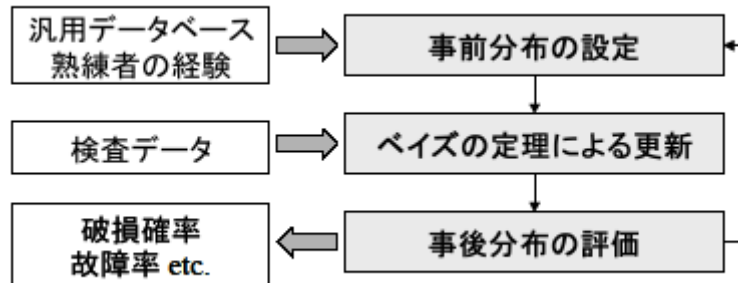 汎用データベース
熟練者の経験
事前分布の設定
検査データ
ベイズの定理による更新
破損確率
故障率 etc.
事後分布の評価